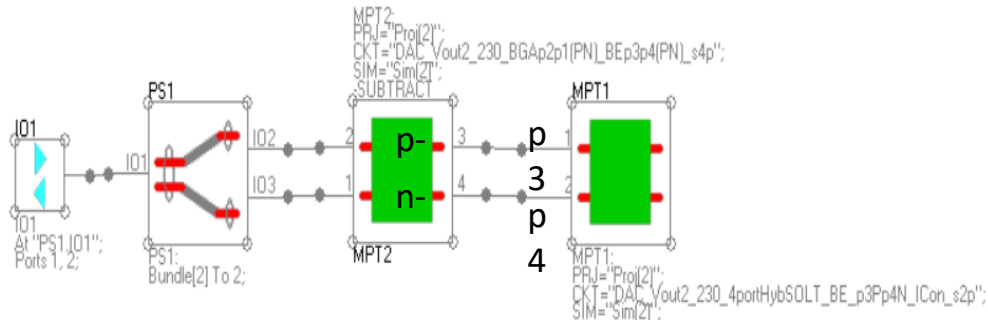 MPT2:
PRJ="Proj[2]";
CKT="DAC_Vout2_230_BGAp2p1(PN)_BEp3p4(PN)_s4p";
SIM="Sim[2]";
-SUBTRACT
PS1
MPT1
IO1
IO1
IO2
IO3
2
1
p-
n-
3
4
p
3
p
4
1
2
IO1
At "PS1.IO1";
Ports 1, 2;
PS1:
Bundle[2] To 2;
MPT2
MPT1:
PRJ="Proj[2]";
CKT="DAC_Vout2_230_4portHybSOLT_BE_p3Pp4N_ICon_s2p";
SIM="Sim[2]";